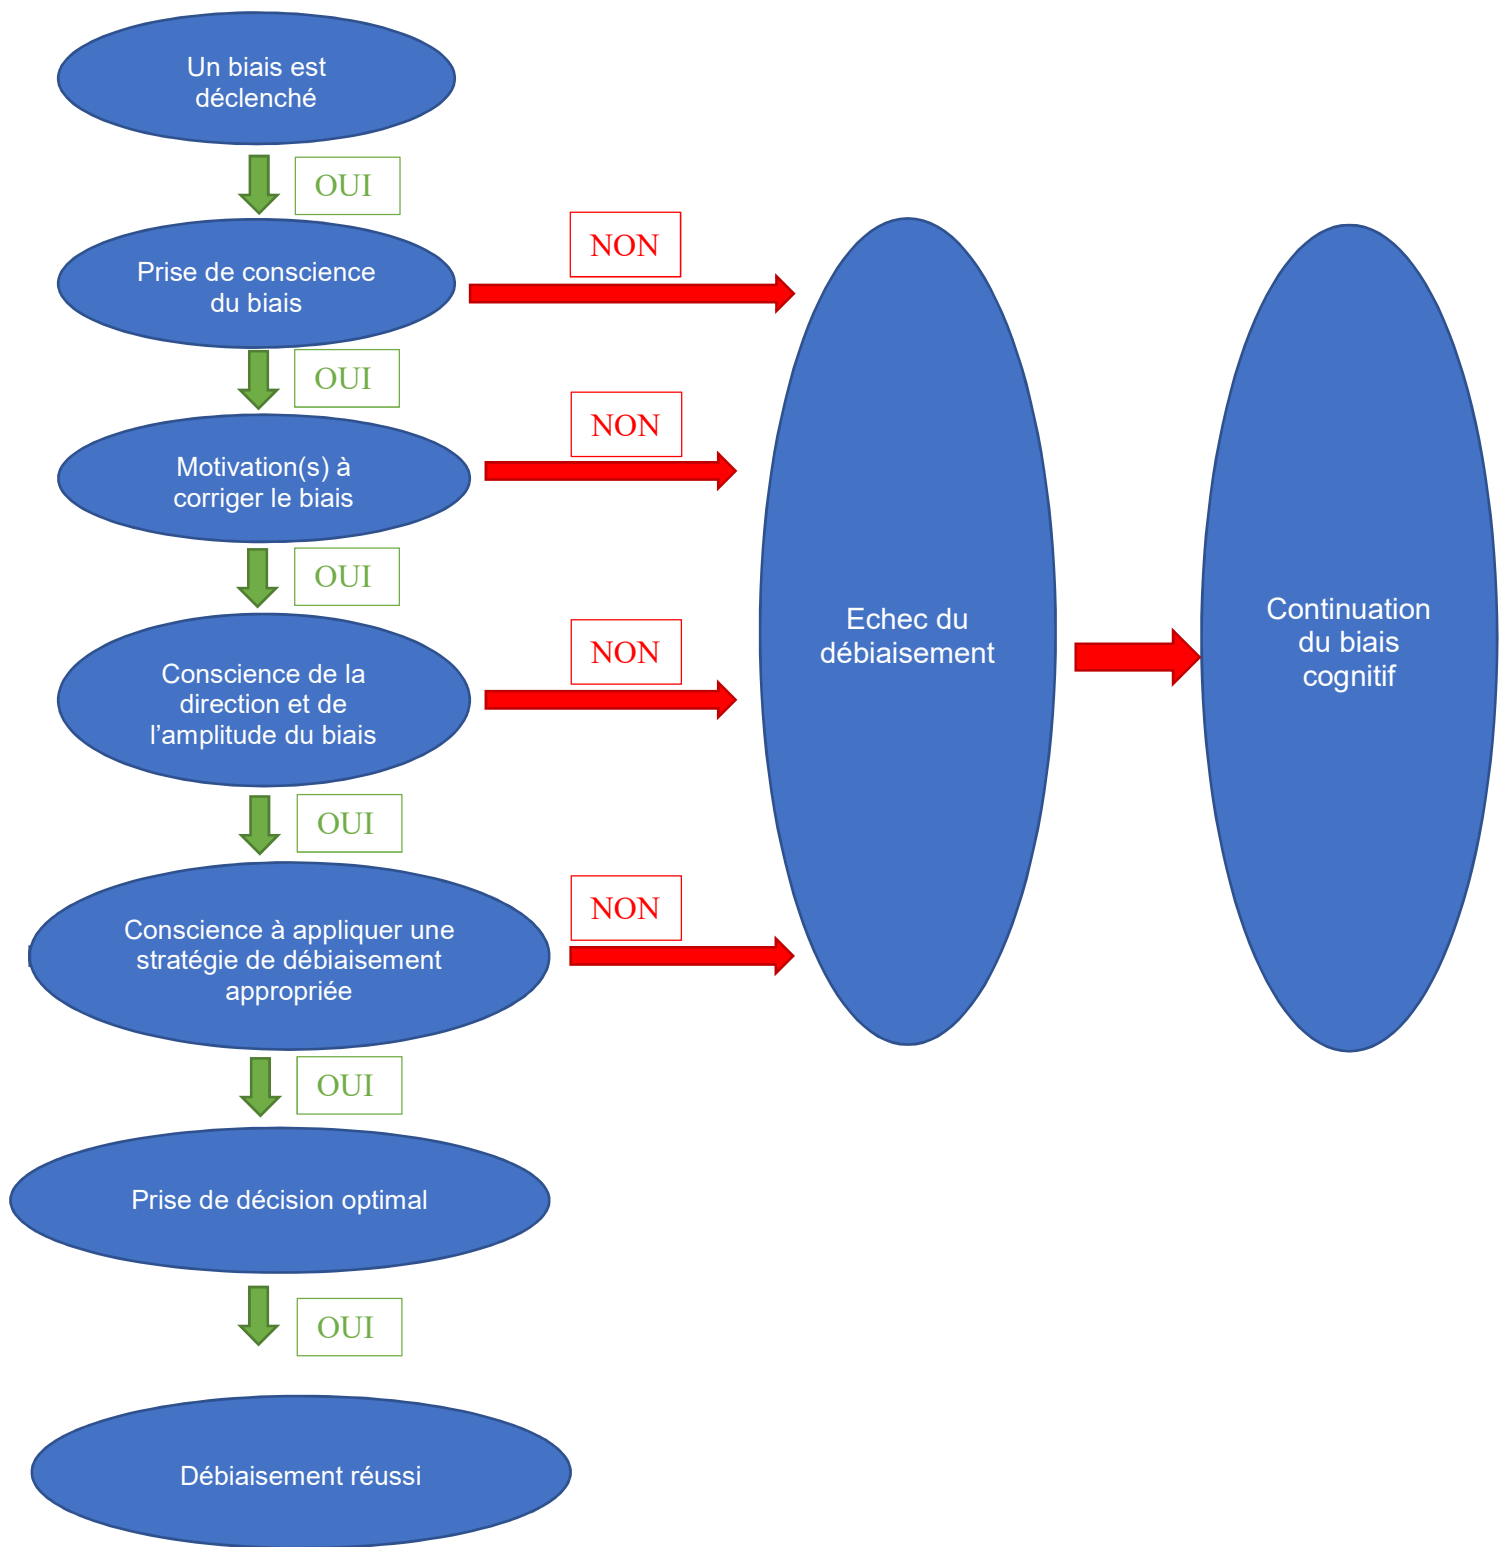 Un biais est
déclenché
OUI
Prise de conscience
du biais
NON
OUI
Motivation(s) à
corriger le biais
NON
OUI
Conscience de la
direction et de
l’amplitude du biais
NON
OUI
Conscience à appliquer une
stratégie de débiaisement
appropriée
NON
OUI
Prise de décision optimal
OUI
Débiaisement réussi
Echec du
débiaisement
Continuation
du biais
cognitif